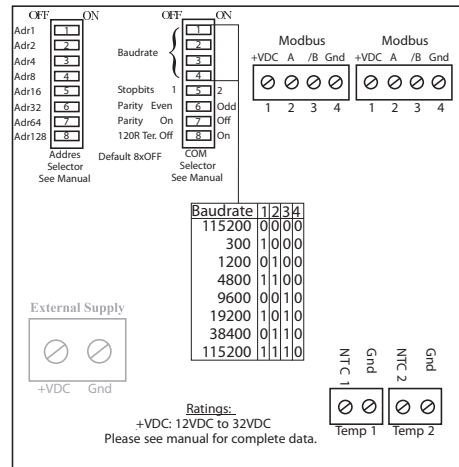 OFF ON
Adr1 1
Adr2 2
Adr4 3
Adr8 4
Adr16 5
Adr32 6
Adr64 7
Adr128 8
Addres
Selector
See Manual
Default 8xOFF
OFF ON
1
Baudrate 2
3
4
Stopbits 1 5 2
Parity Even 6 Odd
Parity On 7 Off
120R Ter. Off 8 On
COM
Selector
See Manual
Modbus
+VDC A /B Gnd
1 2 3 4
Modbus
+VDC A /B Gnd
1 2 3 4
Baudrate 1 2 3 4
115200 0 0 0 0
300 1 0 0 0
1200 0 1 0 0
4800 1 1 0 0
9600 0 0 1 0
19200 1 0 1 0
38400 0 1 1 0
115200 1 1 1 0
External Supply
+VDC Gnd
NTC 1 Gnd
Temp 1
NTC 2 Gnd
Temp 2
Ratings:
+VDC: 12VDC to 32VDC
Please see manual for complete data.